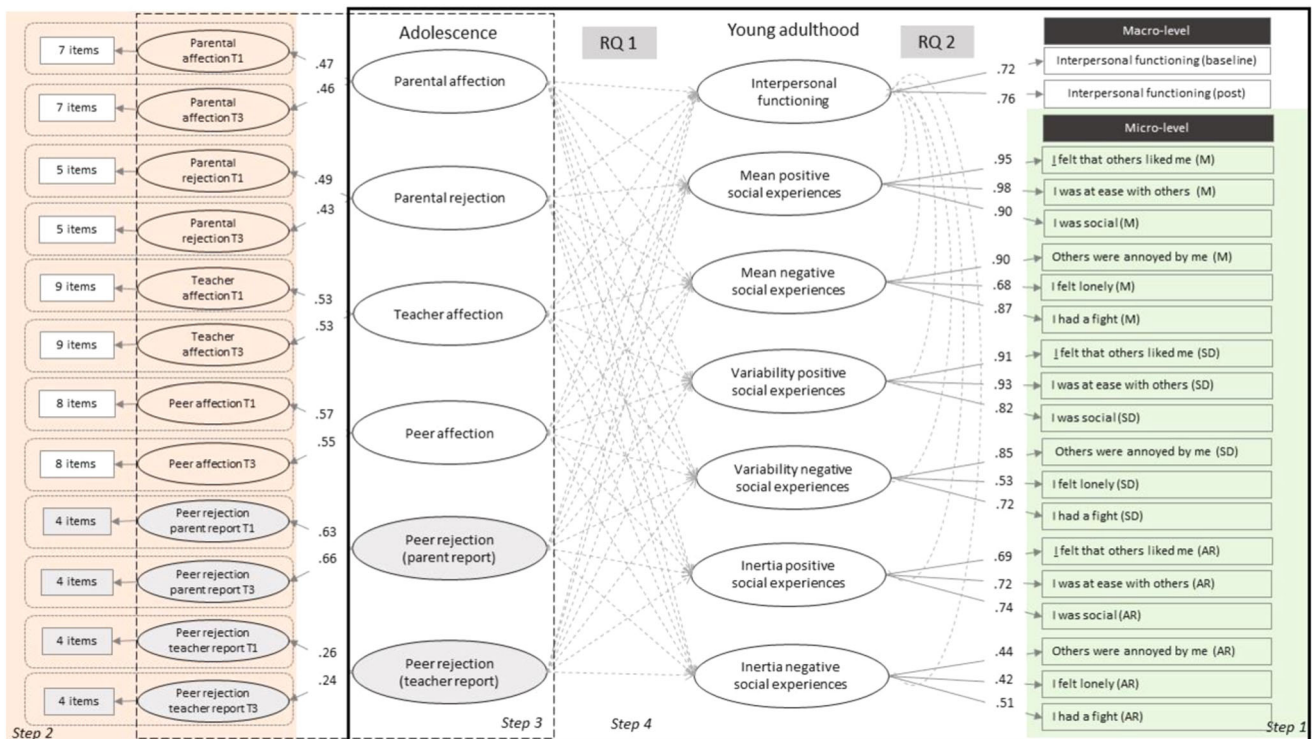 Adolescence
RQ 1
Young adulthood
RQ 2
7 items
Parental
affection T1
7 items
Parental
affection T3
5 items
Parental
rejection T1
5 items
Parental
rejection T3
9 items
Teacher
affection T1
9 items
Teacher
affection T3
8 items
Peer affection T1
8 items
Peer affection T3
4 items
Peer rejection
parent report T1
4 items
Peer rejection
parent report T3
4 items
Peer rejection
teacher report T1
4 items
Peer rejection
teacher report T3
Step 2
.47
.46
.49
.43
.53
.53
.57
.55
.63
.66
.26
.24
Parental affection
Parental rejection
Teacher affection
Peer affection
Peer rejection
(parent report)
Peer rejection
(teacher report)
Step 3
Step 4
Interpersonal
functioning
Mean positive
social experiences
Mean negative
social experiences
Variability positive
social experiences
Variability negative
social experiences
Inertia positive
social experiences
Inertia negative
social experiences
.72
.76
.95
.98
.90
.90
.68
.87
.91
.93
.82
.85
.53
.72
.69
.72
.74
.44
.42
.51
Macro-level
Interpersonal functioning (baseline)
Interpersonal functioning (post)
Micro-level
I felt that others liked me (M)
I was at ease with others (M)
I was social (M)
Others were annoyed by me (M)
I felt lonely (M)
I had a fight (M)
I felt that others liked me (SD)
I was at ease with others (SD)
I was social (SD)
Others were annoyed by me (SD)
I felt lonely (SD)
I had a fight (SD)
I felt that others liked me (AR)
I was at ease with others (AR)
I was social (AR)
Others were annoyed by me (AR)
I felt lonely (AR)
I had a fight (AR)
Step 1